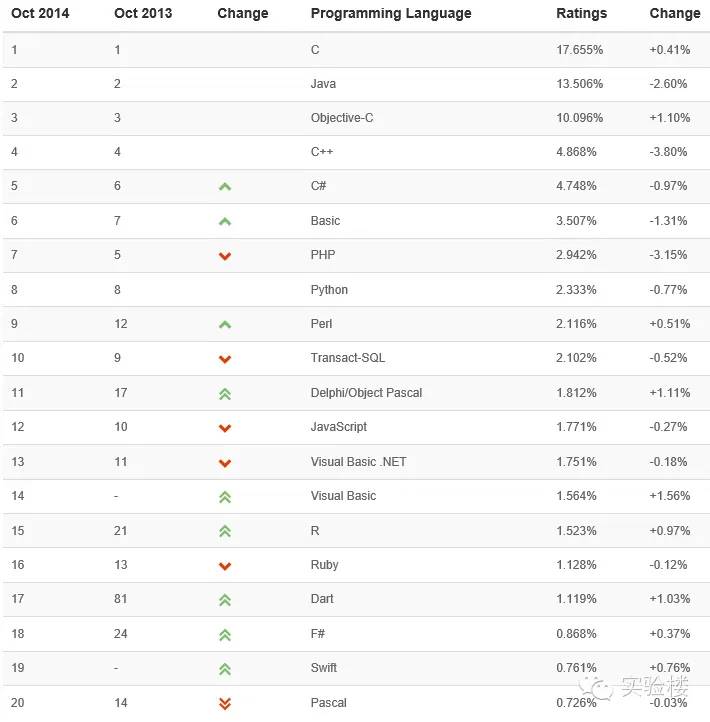 Oct 2014 Oct 2013 Change Programming Language Ratings Change
1 1 C 17.655% +0.41%
2 2 Java 13.506% -2.60%
3 3 Objective-C 10.096% +1.10%
4 4 C++ 4.868% -3.80%
5 6 C# 4.748% -0.97%
6 7 Basic 3.507% -1.31%
7 5 PHP 2.942% -3.15%
8 8 Python 2.333% -0.77%
9 12 Perl 2.116% +0.51%
10 9 Transact-SQL 2.102% -0.52%
11 17 Delphi/Object Pascal 1.812% +1.11%
12 10 JavaScript 1.771% -0.27%
13 11 Visual Basic .NET 1.751% -0.18%
14 - Visual Basic 1.564% +1.56%
15 21 R 1.523% +0.97%
16 13 Ruby 1.128% -0.12%
17 81 Dart 1.119% +1.03%
18 24 F# 0.868% +0.37%
19 - Swift 0.761% +0.76%
实验楼
20 14 Pascal 0.726% -0.03%